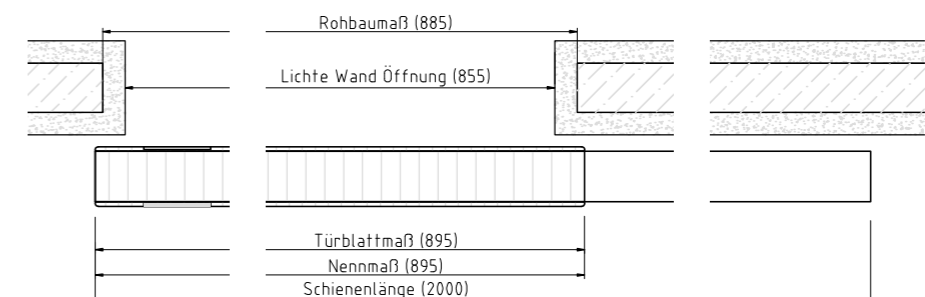 Rohbaumaß (885)
Lichte Wand Öffnung (855)
Türblattmaß (895)
Nennmaß (895)
Schienenlänge (2000)